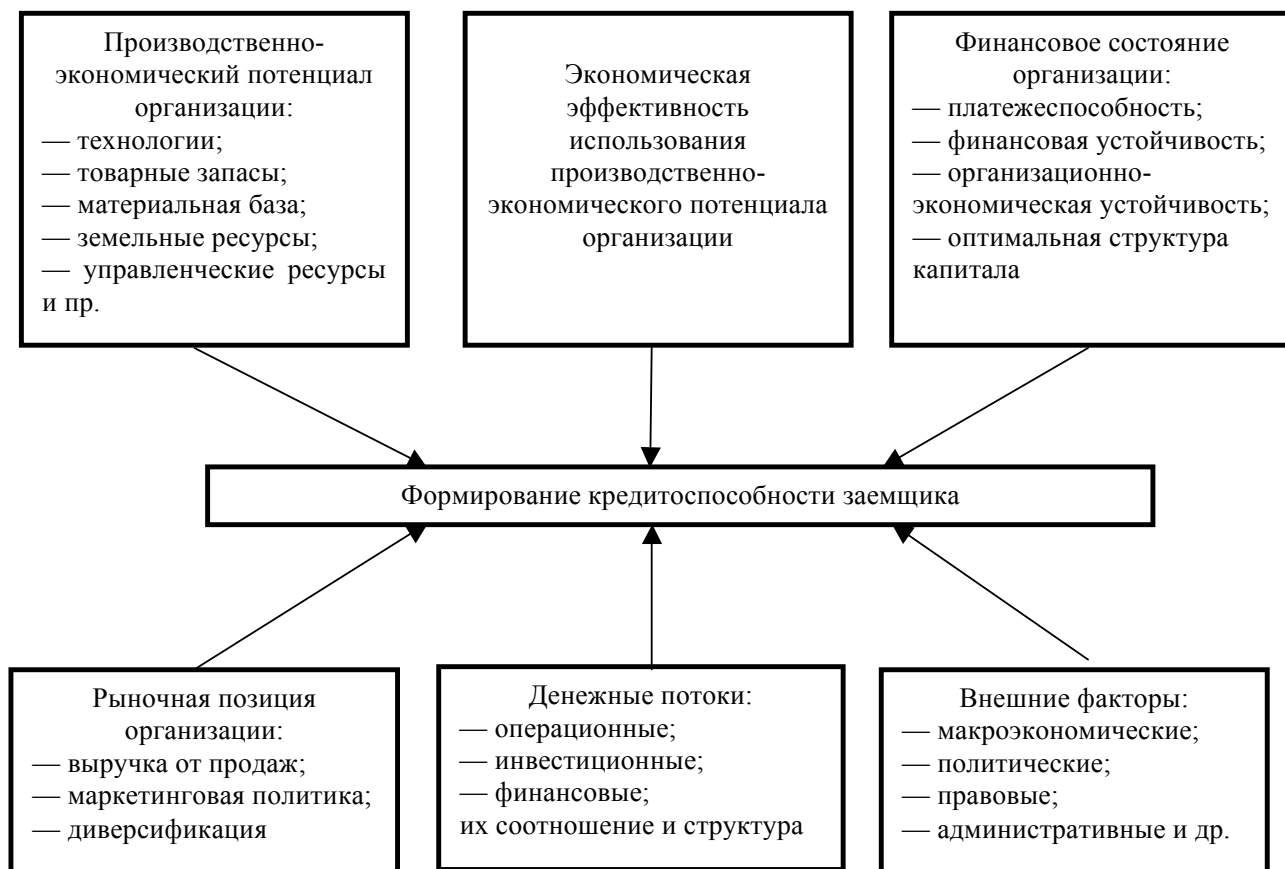 Производственно-
экономический потенциал
организации:
— технологии;
— товарные запасы;
— материальная база;
— земельные ресурсы;
— управленческие ресурсы
и пр.
Экономическая
эффективность
использования
производственно-
экономического потенциала
организации
Финансовое состояние
организации:
— платежеспособность;
— финансовая устойчивость;
— организационно-
экономическая устойчивость;
— оптимальная структура
капитала
Формирование кредитоспособности заемщика
Рыночная позиция
организации:
— выручка от продаж;
— маркетинговая политика;
— диверсификация
Денежные потоки:
— операционные;
— инвестиционные;
— финансовые;
их соотношение и структура
Внешние факторы:
— макроэкономические;
— политические;
— правовые;
— административные и др.